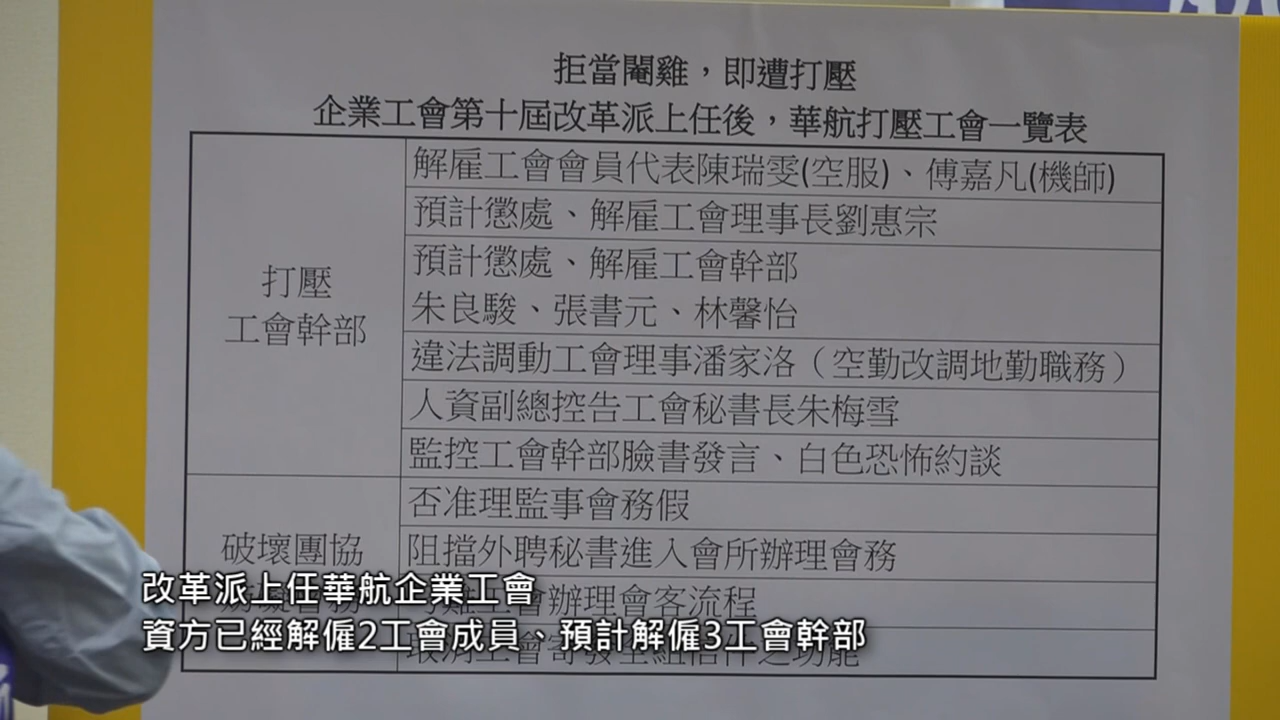 拒當閹雞，即遭打壓
企業工會第十屆改革派上任後，華航打壓工會一覽表
打壓
工會幹部
解雇工會會員代表陳瑞雯(空服)、傅嘉凡(機師)
預計懲處、解雇工會理事長劉惠宗
預計懲處、解雇工會幹部
朱良駿、張書元、林馨怡
違法調動工會理事潘家洛（空勤改調地勤職務）
人資副總控告工會秘書長朱梅雪
監控工會幹部臉書發言、白色恐怖約談
破壞團協
否准理監事會務假
阻擋外聘秘書進入會所辦理會務
工會辦理會客流程
改革派上任華航企業工會
資方已經解僱2工會成員、預計解僱3工會幹部